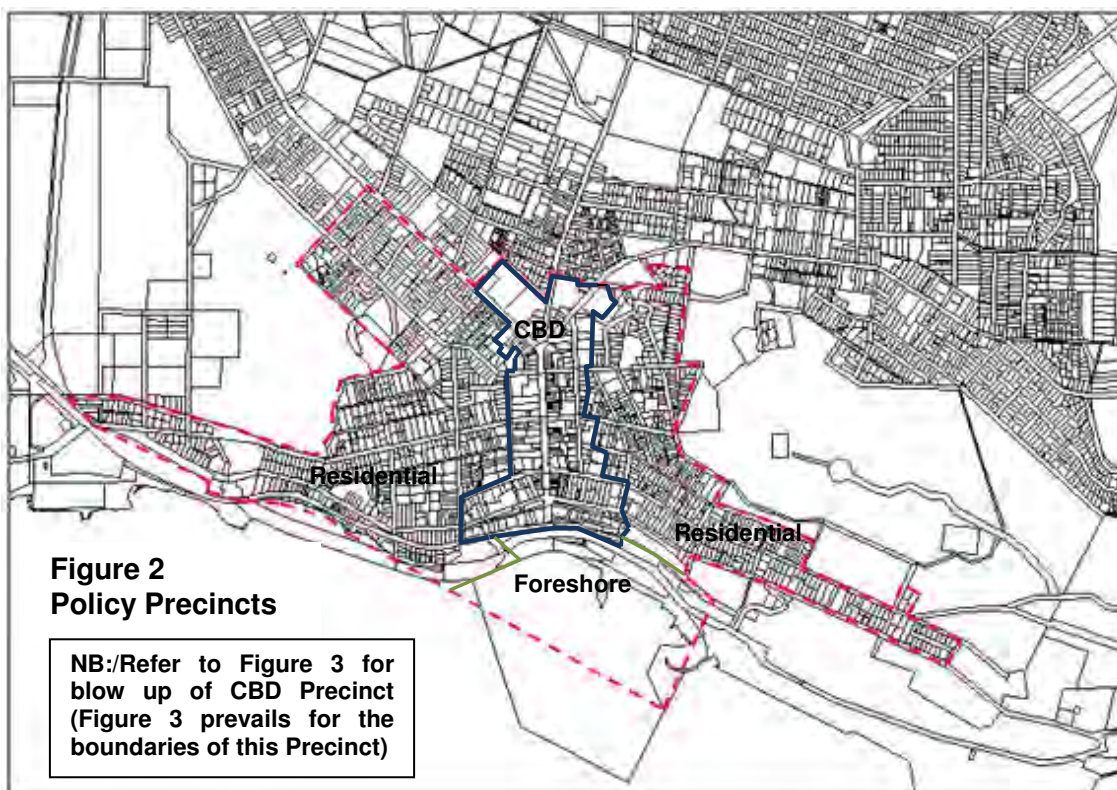 CBD
Residential
Residential
Foreshore
Figure 2
Policy Precincts
NB:/Refer to Figure 3 for
blow up of CBD Precinct
(Figure 3 prevails for the
boundaries of this Precinct)